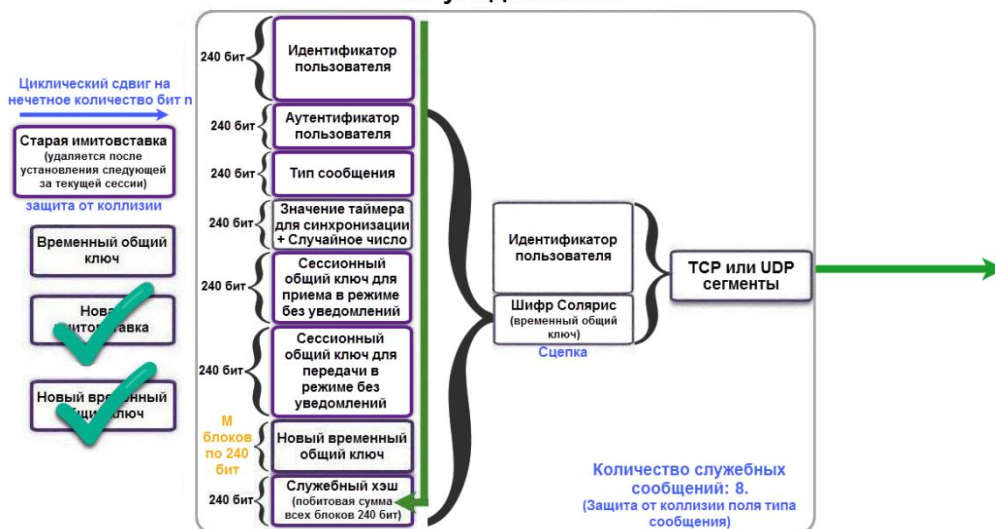 Циклический сдвиг на
нечетное количество бит n
Старая имитовставка
(удаляется после
установления следующей
за текущей сессии)
защита от коллизии
Временный общий
ключ
Новый временный
ключ
240 бит
Идентификатор
пользователя
240 бит
Аутентификатор
пользователя
240 бит
Тип сообщения
240 бит
Значение таймера
для синхронизации
+ Случайное число
240 бит
Сессионный
общий ключ для
приема в режиме
без уведомлений
240 бит
Сессионный
общий ключ для
передачи в
режиме без
уведомлений
М
блоков
по 240
бит
Новый временный
общий ключ
240 бит
Служебный хэш
(побитовая сумма
всех блоков 240 бит)
Идентификатор
пользователя
Шифр Солярис
(временный общий
ключ)
Сцепка
TCP или UDP
сегменты
Количество служебных
сообщений: 8.
(Защита от коллизии поля типа
сообщения)